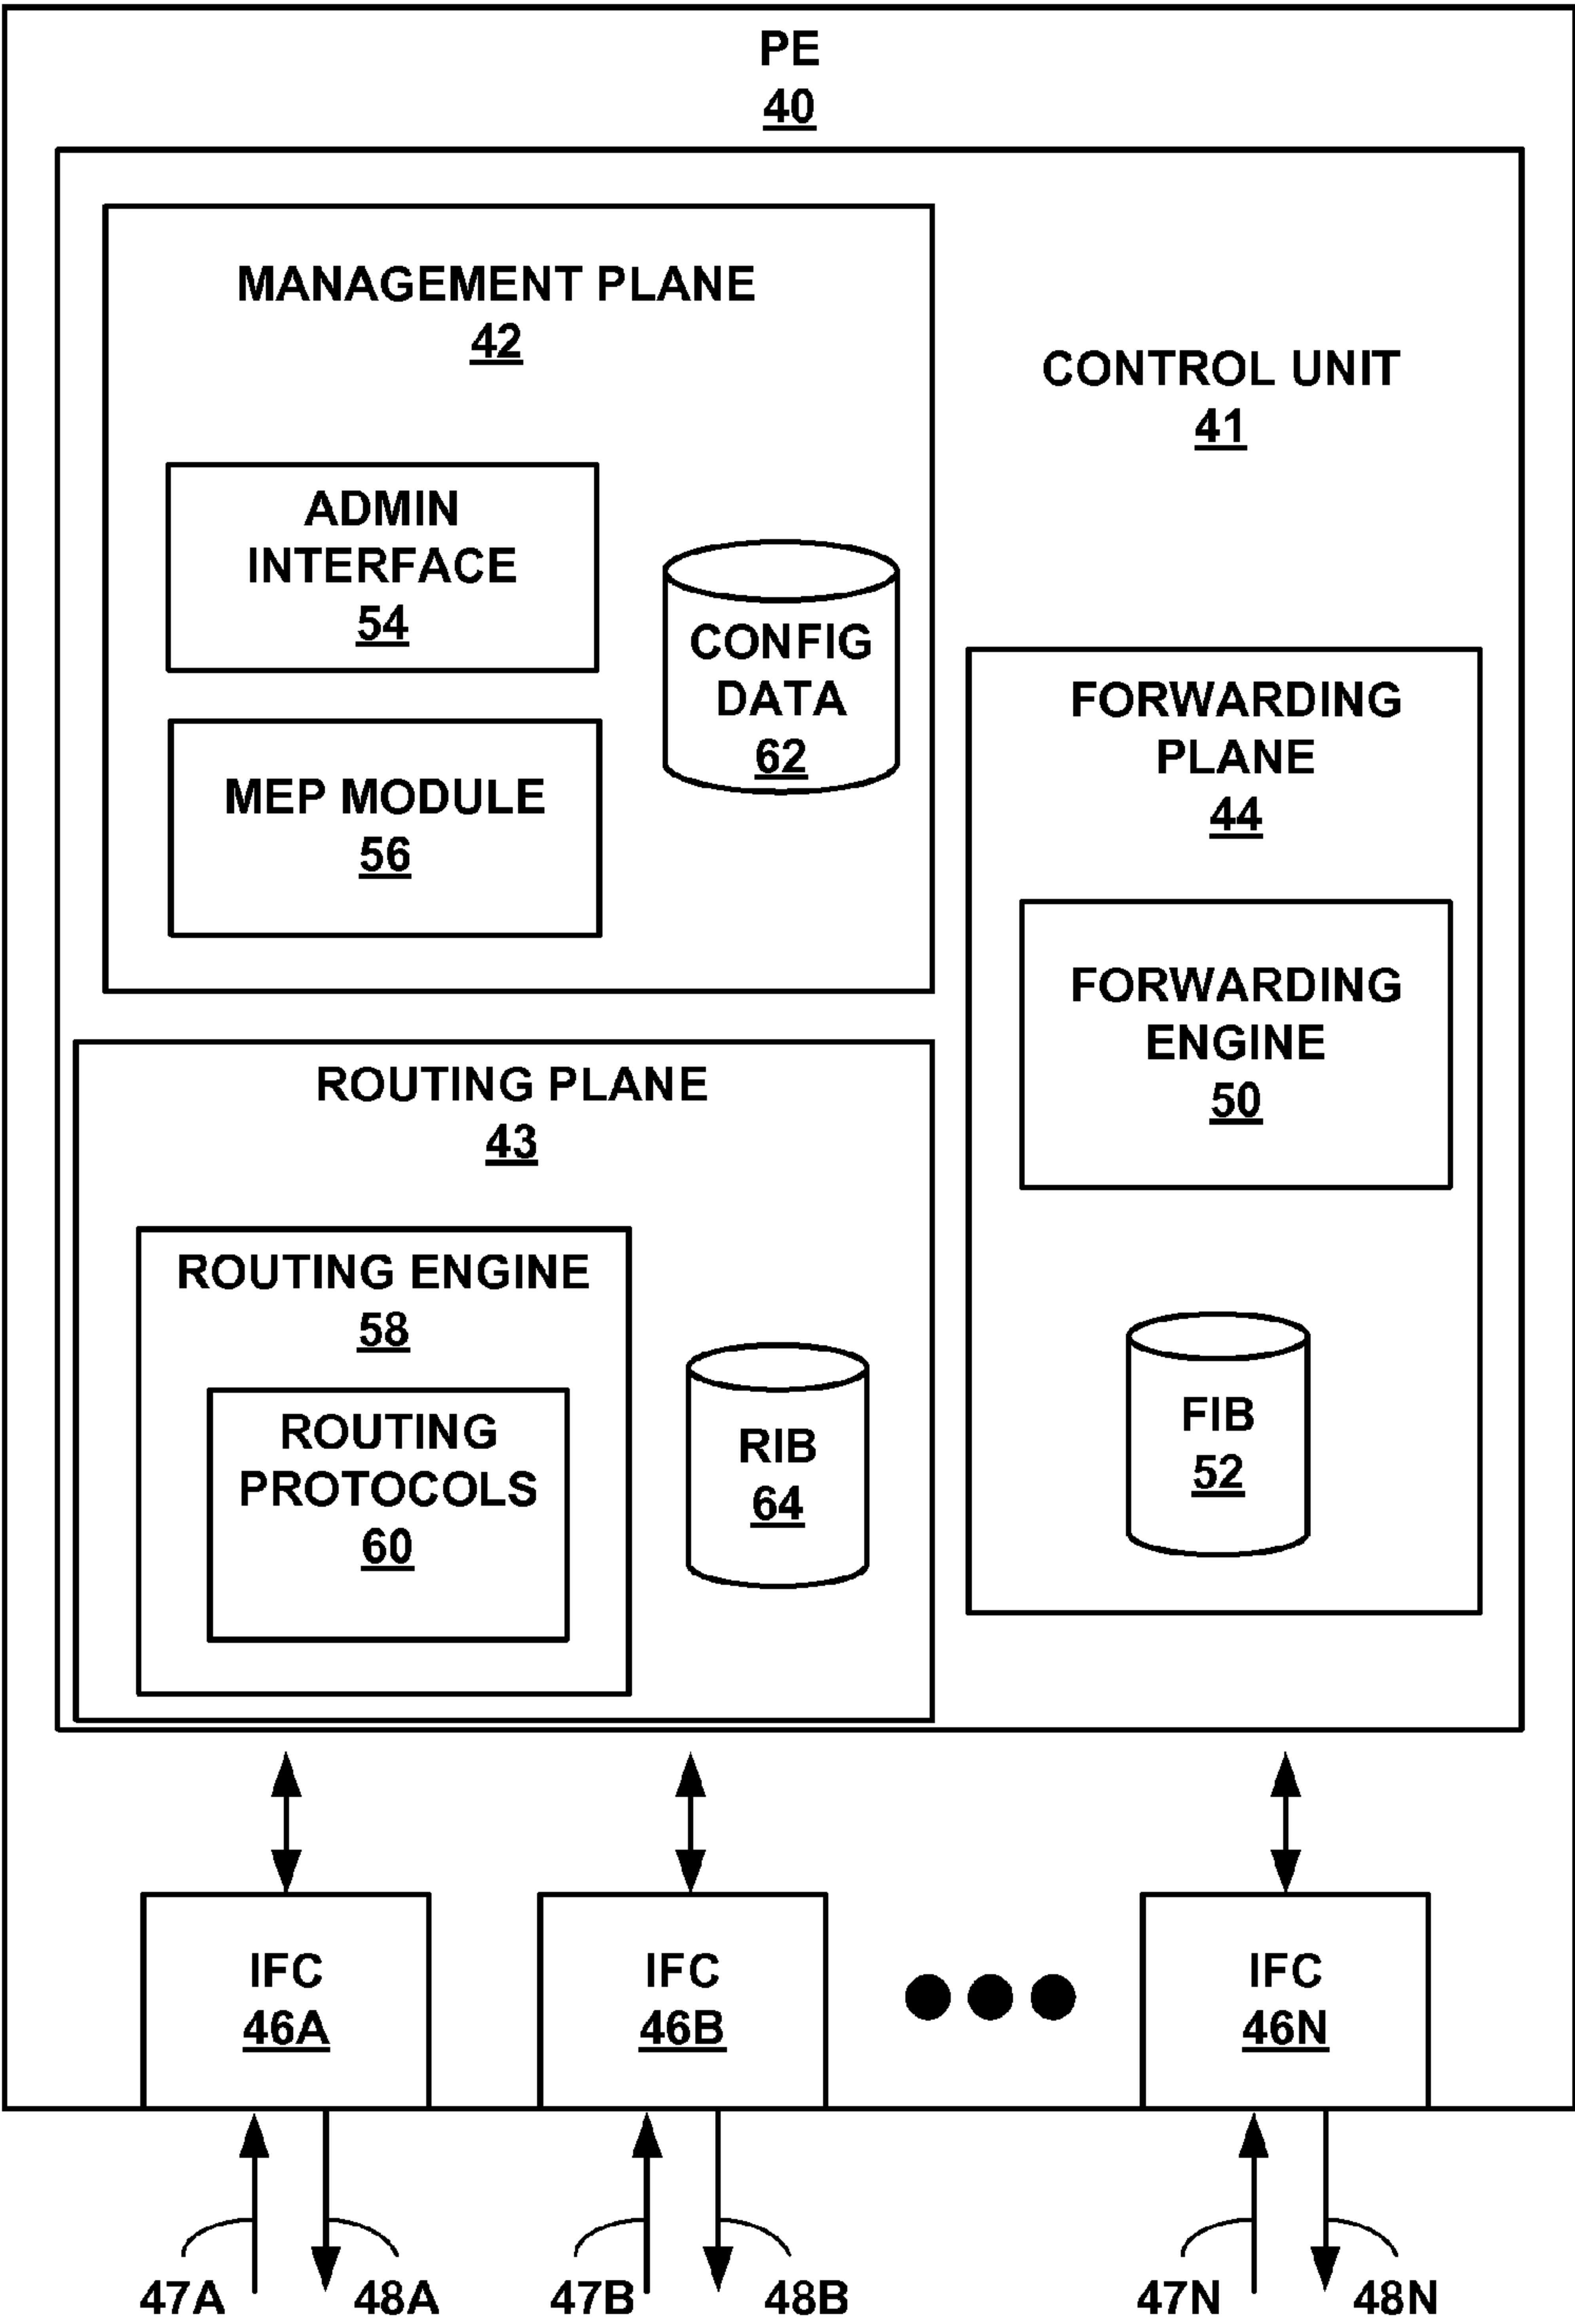 PE
40
MANAGEMENT PLANE
42
CONTROL UNIT
41
ADMIN
INTERFACE
54
CONFIG
DATA
62
MEP MODULE
56
FORWARDING
PLANE
44
FORWARDING
ENGINE
50
FIB
52
ROUTING PLANE
43
ROUTING ENGINE
58
ROUTING
PROTOCOLS
60
RIB
64
IFC
46A
IFC
46B
IFC
46N
47A
48A
47B
48B
47N
48N